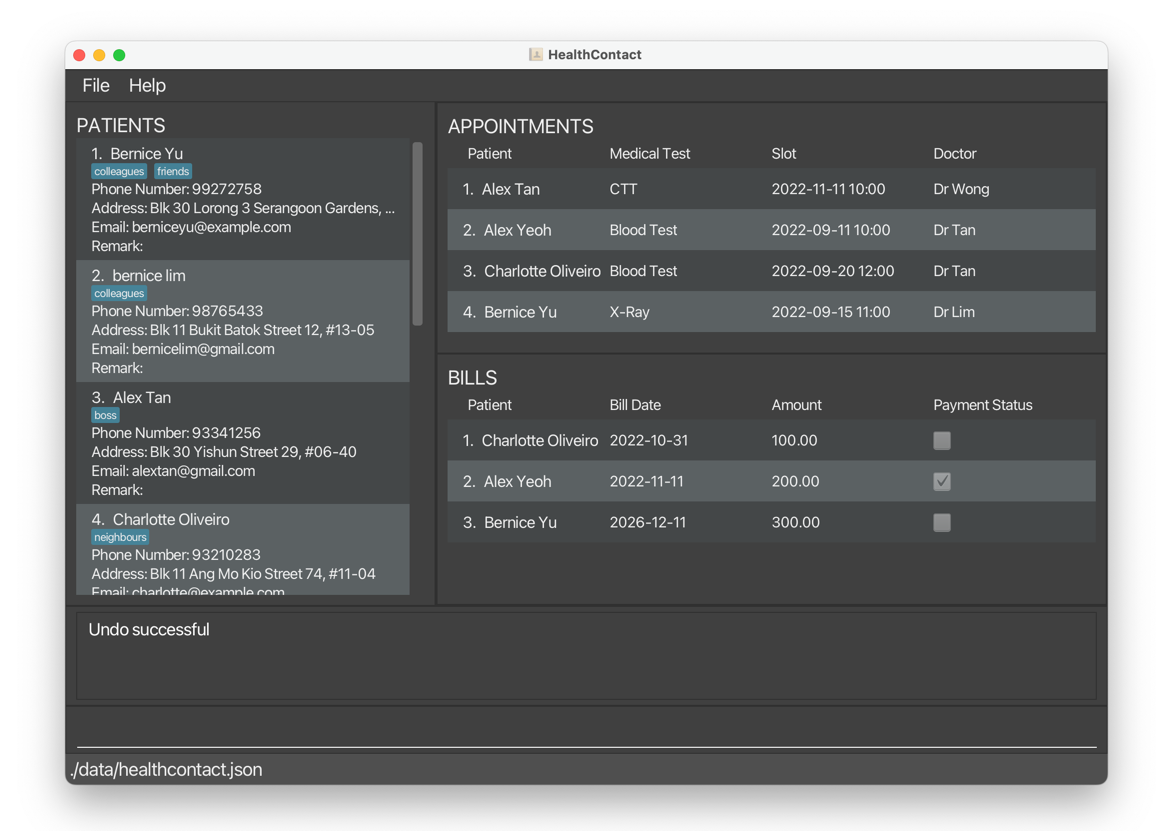 HealthContact
File Help
PATIENTS
1. Bernice Yu
colleagues friends
Phone Number: 99272758
Address: Blk 30 Lorong 3 Serangoon Gardens, ...
Email: berniceyu@example.com
Remark:
2. bernice lim
colleagues
Phone Number: 98765433
Address: Blk 11 Bukit Batok Street 12, #13-05
Email: bernicelim@gmail.com
Remark:
3. Alex Tan
boss
Phone Number: 93341256
Address: Blk 30 Yishun Street 29, #06-40
Email: alextan@gmail.com
Remark:
4. Charlotte Oliveiro
neighbours
Phone Number: 93210283
Address: Blk 11 Ang Mo Kio Street 74, #11-04
Email: charlotte@example.com
APPOINTMENTS
Patient Medical Test Slot Doctor
1. Alex Tan CTT 2022-11-11 10:00 Dr Wong
2. Alex Yeoh Blood Test 2022-09-11 10:00 Dr Tan
3. Charlotte Oliveiro Blood Test 2022-09-20 12:00 Dr Tan
4. Bernice Yu X-Ray 2022-09-15 11:00 Dr Lim
BILLS
Patient Bill Date Amount Payment Status
1. Charlotte Oliveiro 2022-10-31 100.00
2. Alex Yeoh 2022-11-11 200.00
3. Bernice Yu 2026-12-11 300.00
Undo successful
./data/healthcontact.json